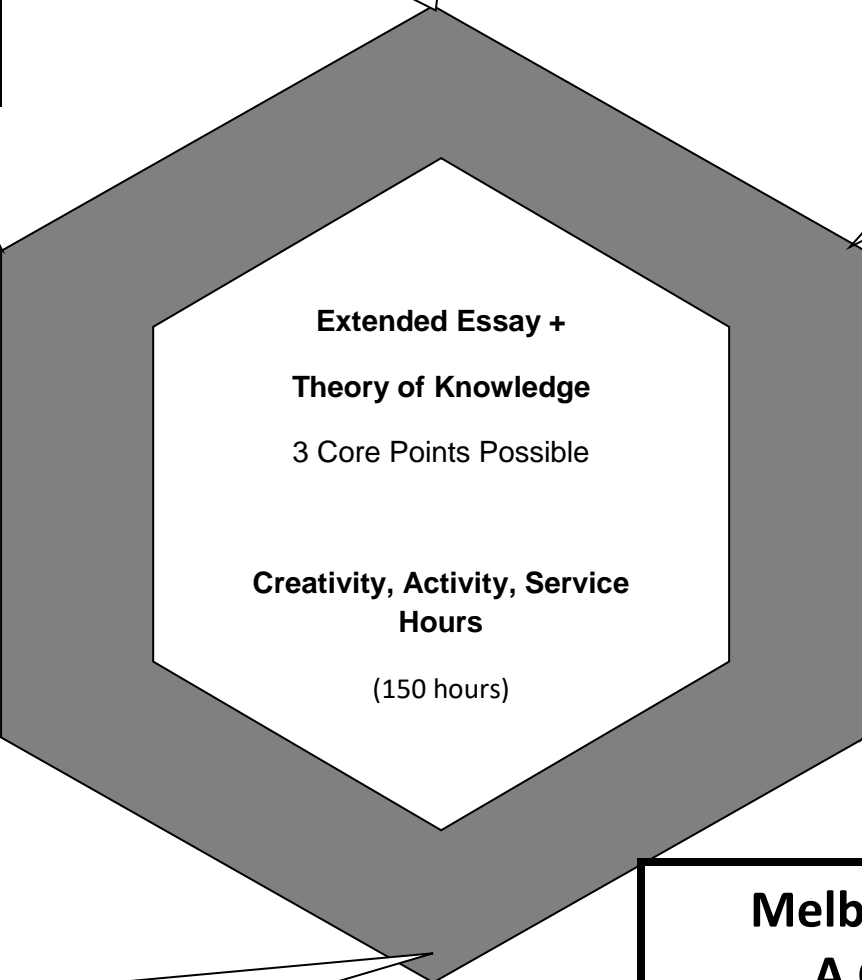 Extended Essay +
Theory of Knowledge
3 Core Points Possible
Creativity, Activity, Service
Hours
(150 hours)
Melb
A